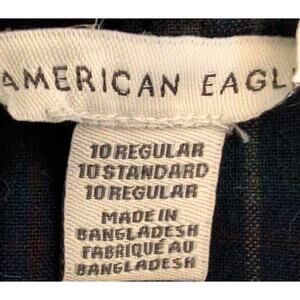 AMERICAN EAGL
10 REGULAR
10 STANDARD
10 REGULAR
MADE IN
BANGLADESH
FABRIQUÉ AU
BANGLADESH